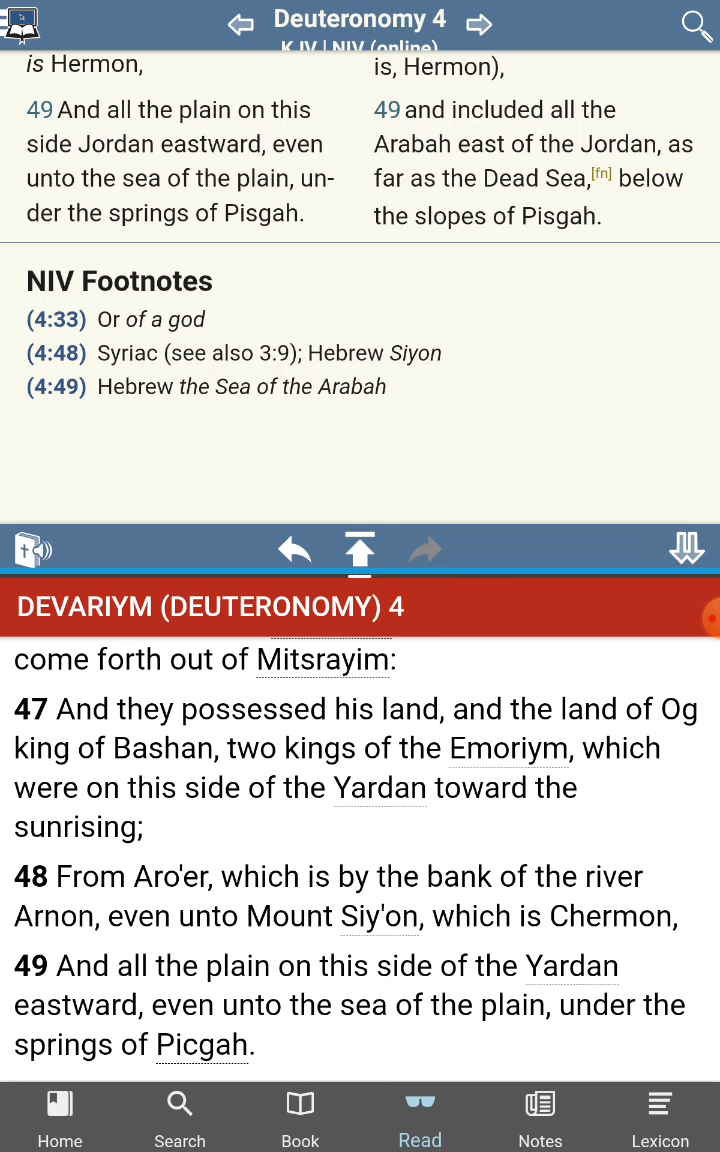 Deuteronomy 4
KJV | NIV (online)
is Hermon,
49 And all the plain on this
side Jordan eastward, even
unto the sea of the plain, un-
der the springs of Pisgah.
is, Hermon),
49 and included all the
Arabah east of the Jordan, as
far as the Dead Sea,[fn] below
the slopes of Pisgah.
NIV Footnotes
(4:33) Or of a god
(4:48) Syriac (see also 3:9); Hebrew Siyon
(4:49) Hebrew the Sea of the Arabah
DEVARIYM (DEUTERONOMY) 4
come forth out of Mitsrayim:
47 And they possessed his land, and the land of Og
king of Bashan, two kings of the Emoriym, which
were on this side of the Yardan toward the
sunrising;
48 From Aro'er, which is by the bank of the river
Arnon, even unto Mount Siy'on, which is Chermon,
49 And all the plain on this side of the Yardan
eastward, even unto the sea of the plain, under the
springs of Picgah.
Home
Search
Book
Read
Notes
Lexicon